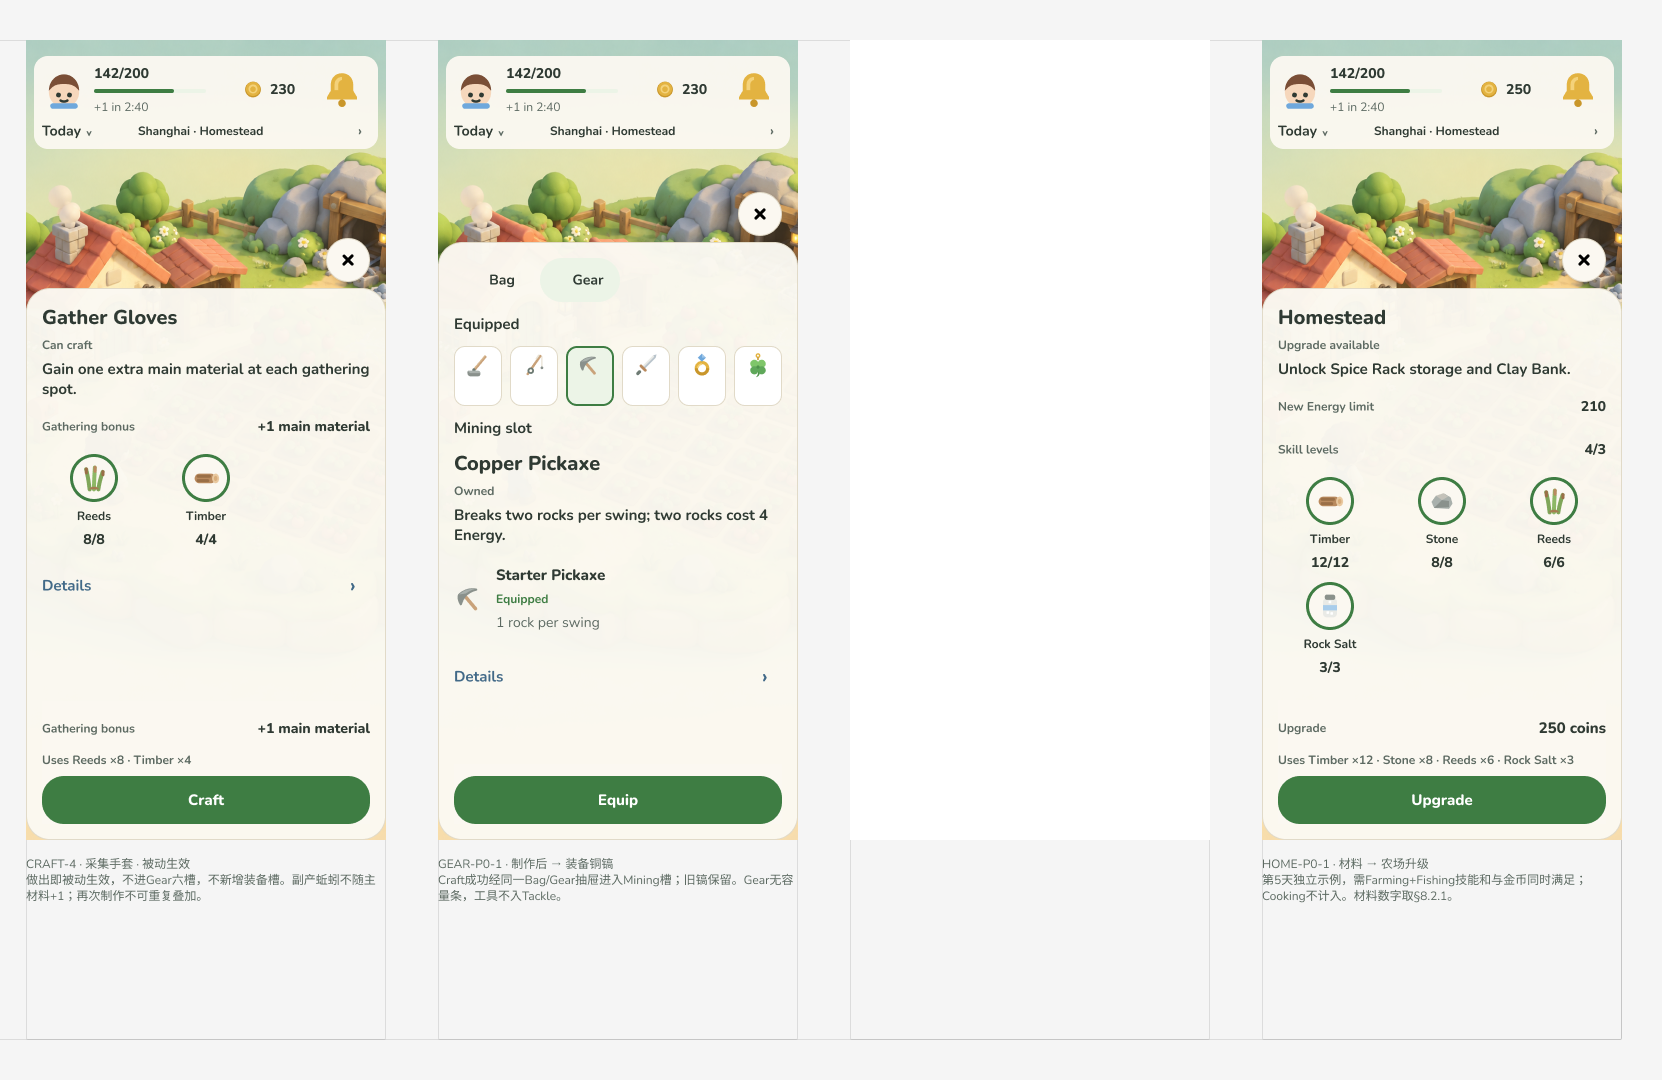 142/200
+1 in 2:40
230
Today v
Shanghai · Homestead
›
Gather Gloves
Can craft
Gain one extra main material at each gathering
spot.
Gathering bonus
+1 main material
Reeds
Timber
8/8
4/4
Details
›
Gathering bonus
+1 main material
Uses Reeds ×8 · Timber ×4
Craft
CRAFT-4 · 采集手套 · 被动生效
做出即被动生效，不进Gear六槽，不新增装备槽。副产蚯蚓不随主
材料+1；再次制作不可重复叠加。
142/200
+1 in 2:40
230
Today v
Shanghai · Homestead
›
Bag
Gear
Equipped
Mining slot
Copper Pickaxe
Owned
Breaks two rocks per swing; two rocks cost 4
Energy.
Starter Pickaxe
Equipped
1 rock per swing
Details
›
Equip
GEAR-P0-1 · 制作后 → 装备铜镐
Craft成功经同一Bag/Gear抽屉进入Mining槽；旧镐保留。Gear无容
量条，工具不入Tackle。
142/200
+1 in 2:40
250
Today v
Shanghai · Homestead
›
Homestead
Upgrade available
Unlock Spice Rack storage and Clay Bank.
New Energy limit
210
Skill levels
4/3
Timber
Stone
Reeds
12/12
8/8
6/6
Rock Salt
3/3
Upgrade
250 coins
Uses Timber ×12 · Stone ×8 · Reeds ×6 · Rock Salt ×3
Upgrade
HOME-P0-1 · 材料 → 农场升级
第5天独立示例，需Farming+Fishing技能和与金币同时满足；
Cooking不计入。材料数字取§8.2.1。